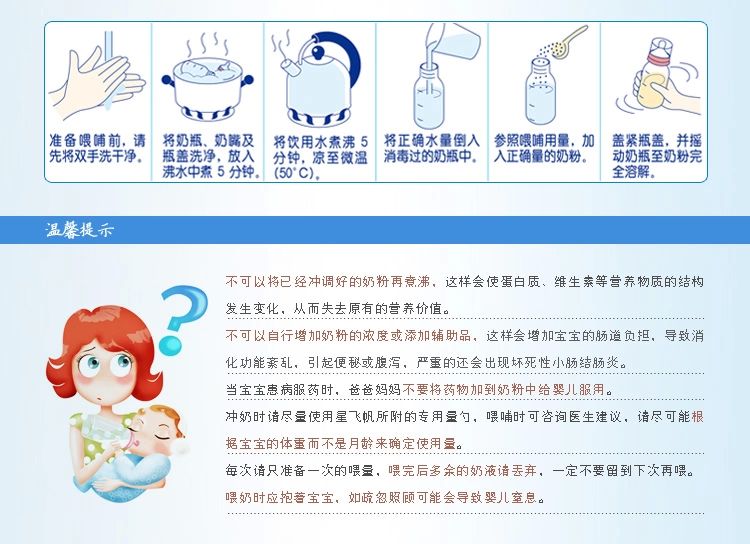 准备喂哺前，请
先将双手洗干净。
将奶瓶、奶嘴及
瓶盖洗净，放入
沸水中煮 5 分钟。
将饮用水煮沸 5
分钟，凉至微温
(50°C)。
将正确水量倒入
消毒过的奶瓶中。
参照喂哺用量，加
入正确量的奶粉。
盖紧瓶盖，并摇
动奶瓶至奶粉完
全溶解。
温馨提示
不可以将已经冲调好的奶粉再煮沸，这样会使蛋白质、维生素等营养物质的结构
发生变化，从而失去原有的营养价值。
不可以自行增加奶粉的浓度或添加辅助品，这样会增加宝宝的肠道负担，导致消
化功能紊乱，引起便秘或腹泻，严重的还会出现坏死性小肠结肠炎。
当宝宝患病服药时，爸爸妈妈不要将药物加到奶粉中给婴儿服用。
冲奶时请尽量使用星飞帆所附的专用量勺，喂哺时可咨询医生建议，请尽可能根
据宝宝的体重而不是月龄来确定使用量。
每次请只准备一次的喂量，喂完后多余的奶液请丢弃，一定不要留到下次再喂。
喂奶时应抱着宝宝，如疏忽照顾可能会导致婴儿窒息。